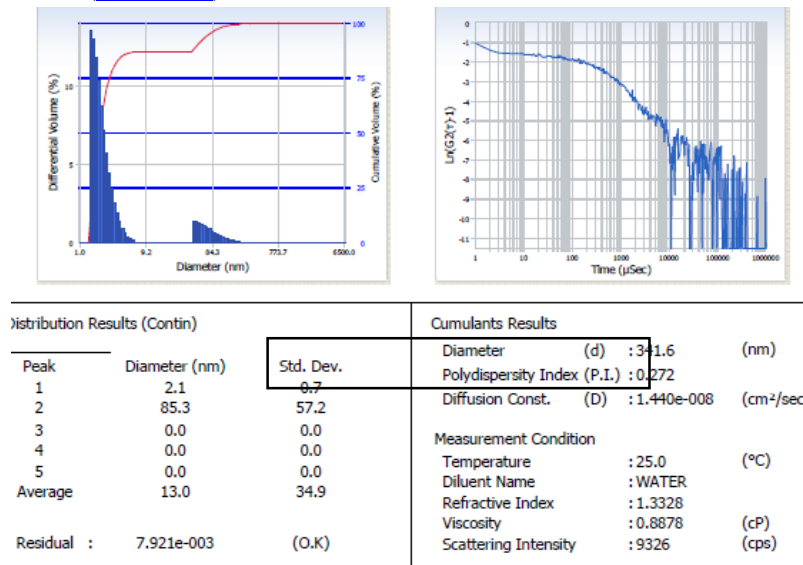 100
75
50
25
0
10
5
0
1.0 9.2 84.3 773.7 6500.0
Differential Volume (%)
Cumulative Volume (%)
Diameter (nm)
0
-1
-2
-3
-4
-5
-6
-7
-8
-9
-10
-11
1 10 100 1000 10000 100000 1000000
Ln(G2(τ)-1)
Time (µSec)
Distribution Results (Contin)
Peak Diameter (nm) Std. Dev.
1 2.1 0.7
2 85.3 57.2
3 0.0 0.0
4 0.0 0.0
5 0.0 0.0
Average 13.0 34.9
Residual : 7.921e-003 (O.K)
Cumulants Results
Diameter (d) : 341.6 (nm)
Polydispersity Index (P.I.) : 0.272
Diffusion Const. (D) : 1.440e-008 (cm²/sec
Measurement Condition
Temperature : 25.0 (°C)
Diluent Name : WATER
Refractive Index : 1.3328
Viscosity : 0.8878 (cP)
Scattering Intensity : 9326 (cps)